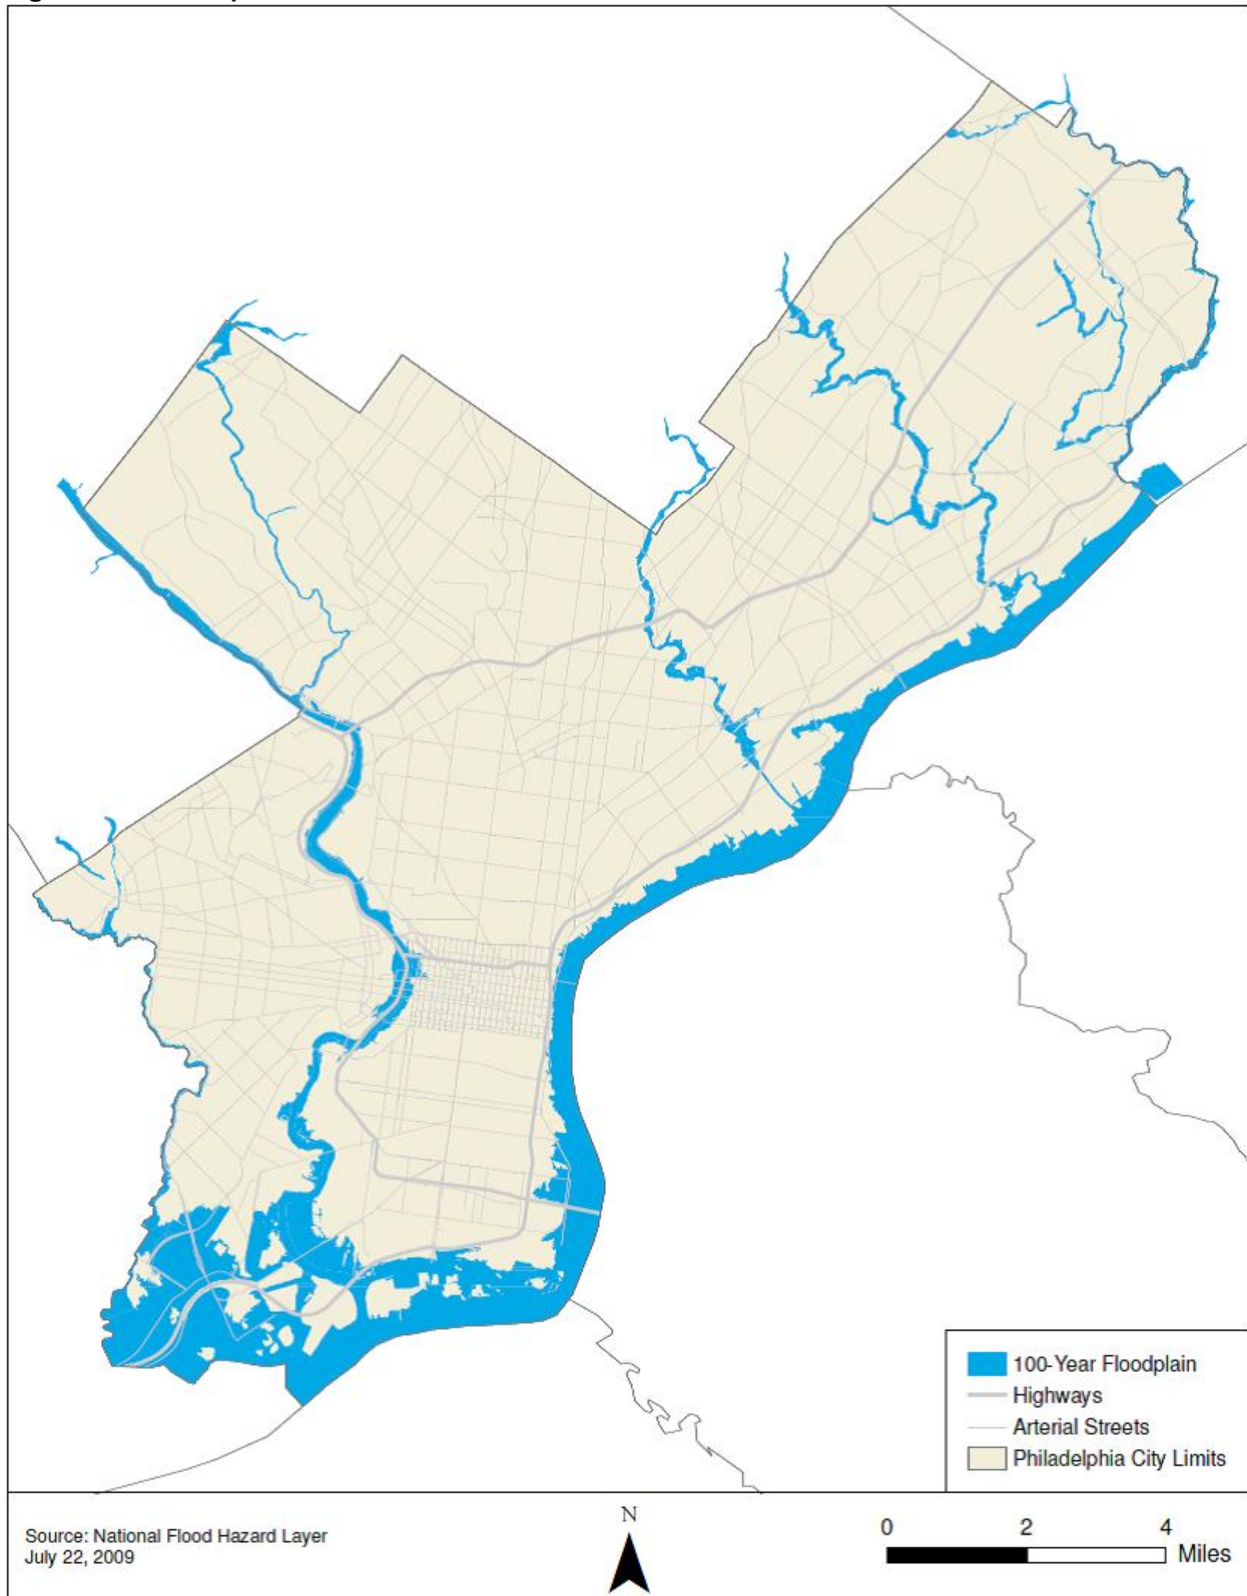 100-Year Floodplain
Highways
Arterial Streets
Philadelphia City Limits
Source: National Flood Hazard Layer
July 22, 2009
N
0 2 4
Miles